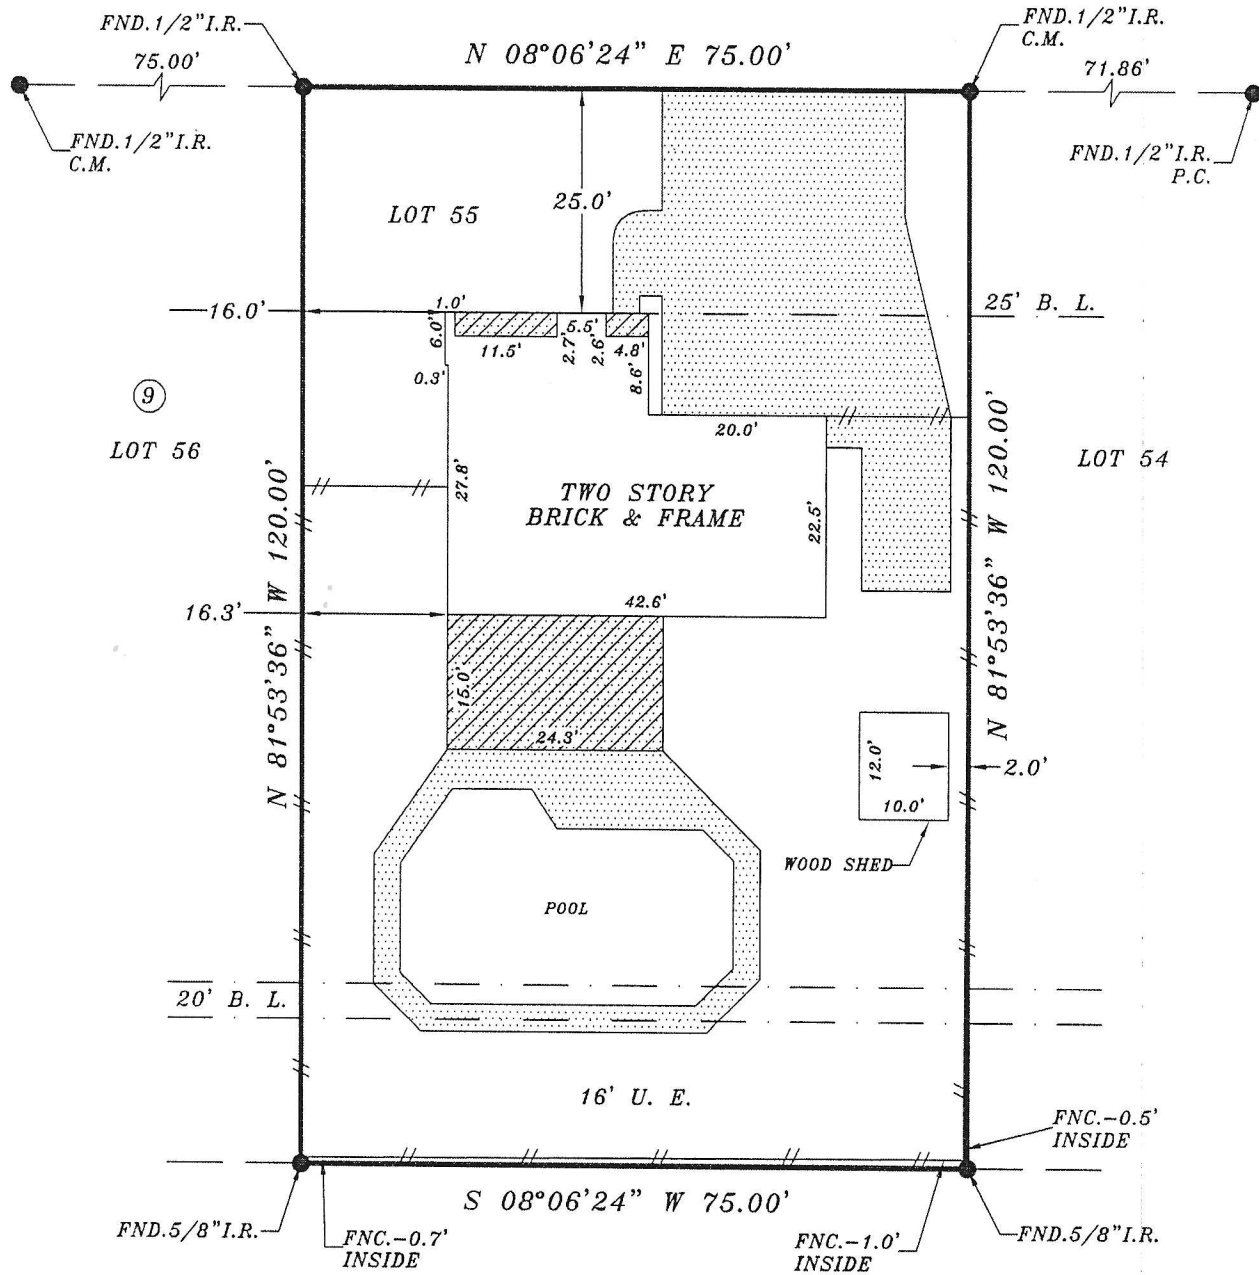 FND.1/2"I.R.
N 08°06'24" E 75.00'
FND.1/2"I.R.
C.M.
75.00'
71.86'
FND.1/2"I.R.
C.M.
FND.1/2"I.R.
P.C.
25.0'
LOT 55
16.0'
1.0'
25' B. L.
6.0'
11.5'
2.7'
5.5'
2.6'
4.8'
8.6'
0.3'
9
LOT 56
20.0'
LOT 54
N 81°53'36" W 120.00'
27.8'
TWO STORY
BRICK & FRAME
22.5'
N 81°53'36" W 120.00'
16.3'
42.6'
15.0'
24.3'
12.0'
10.0'
2.0'
WOOD SHED
POOL
20' B. L.
16' U. E.
FNC.-0.5'
INSIDE
S 08°06'24" W 75.00'
FND.5/8"I.R.
FNC.-0.7'
INSIDE
FNC.-1.0'
INSIDE
FND.5/8"I.R.